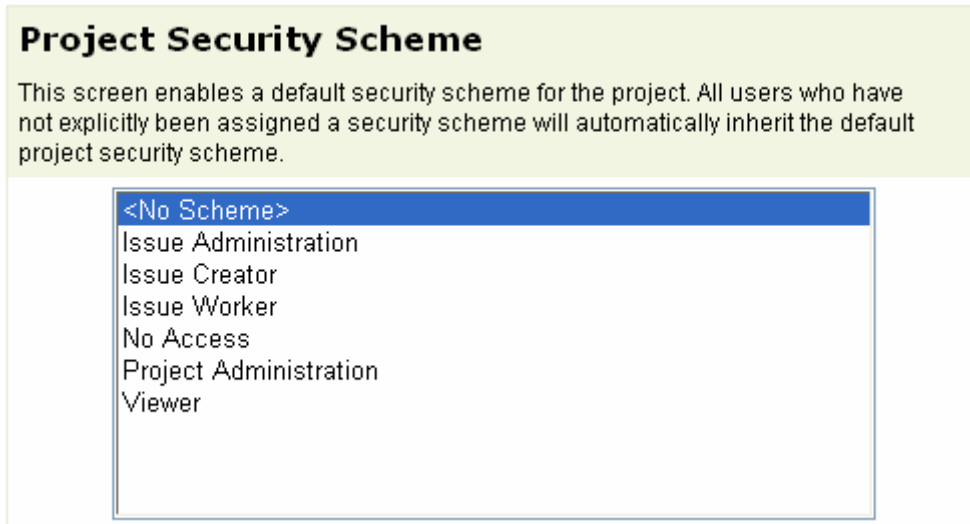 Project Security Scheme
This screen enables a default security scheme for the project. All users who have
not explicitly been assigned a security scheme will automatically inherit the default
project security scheme.
<No Scheme>
Issue Administration
Issue Creator
Issue Worker
No Access
Project Administration
Viewer